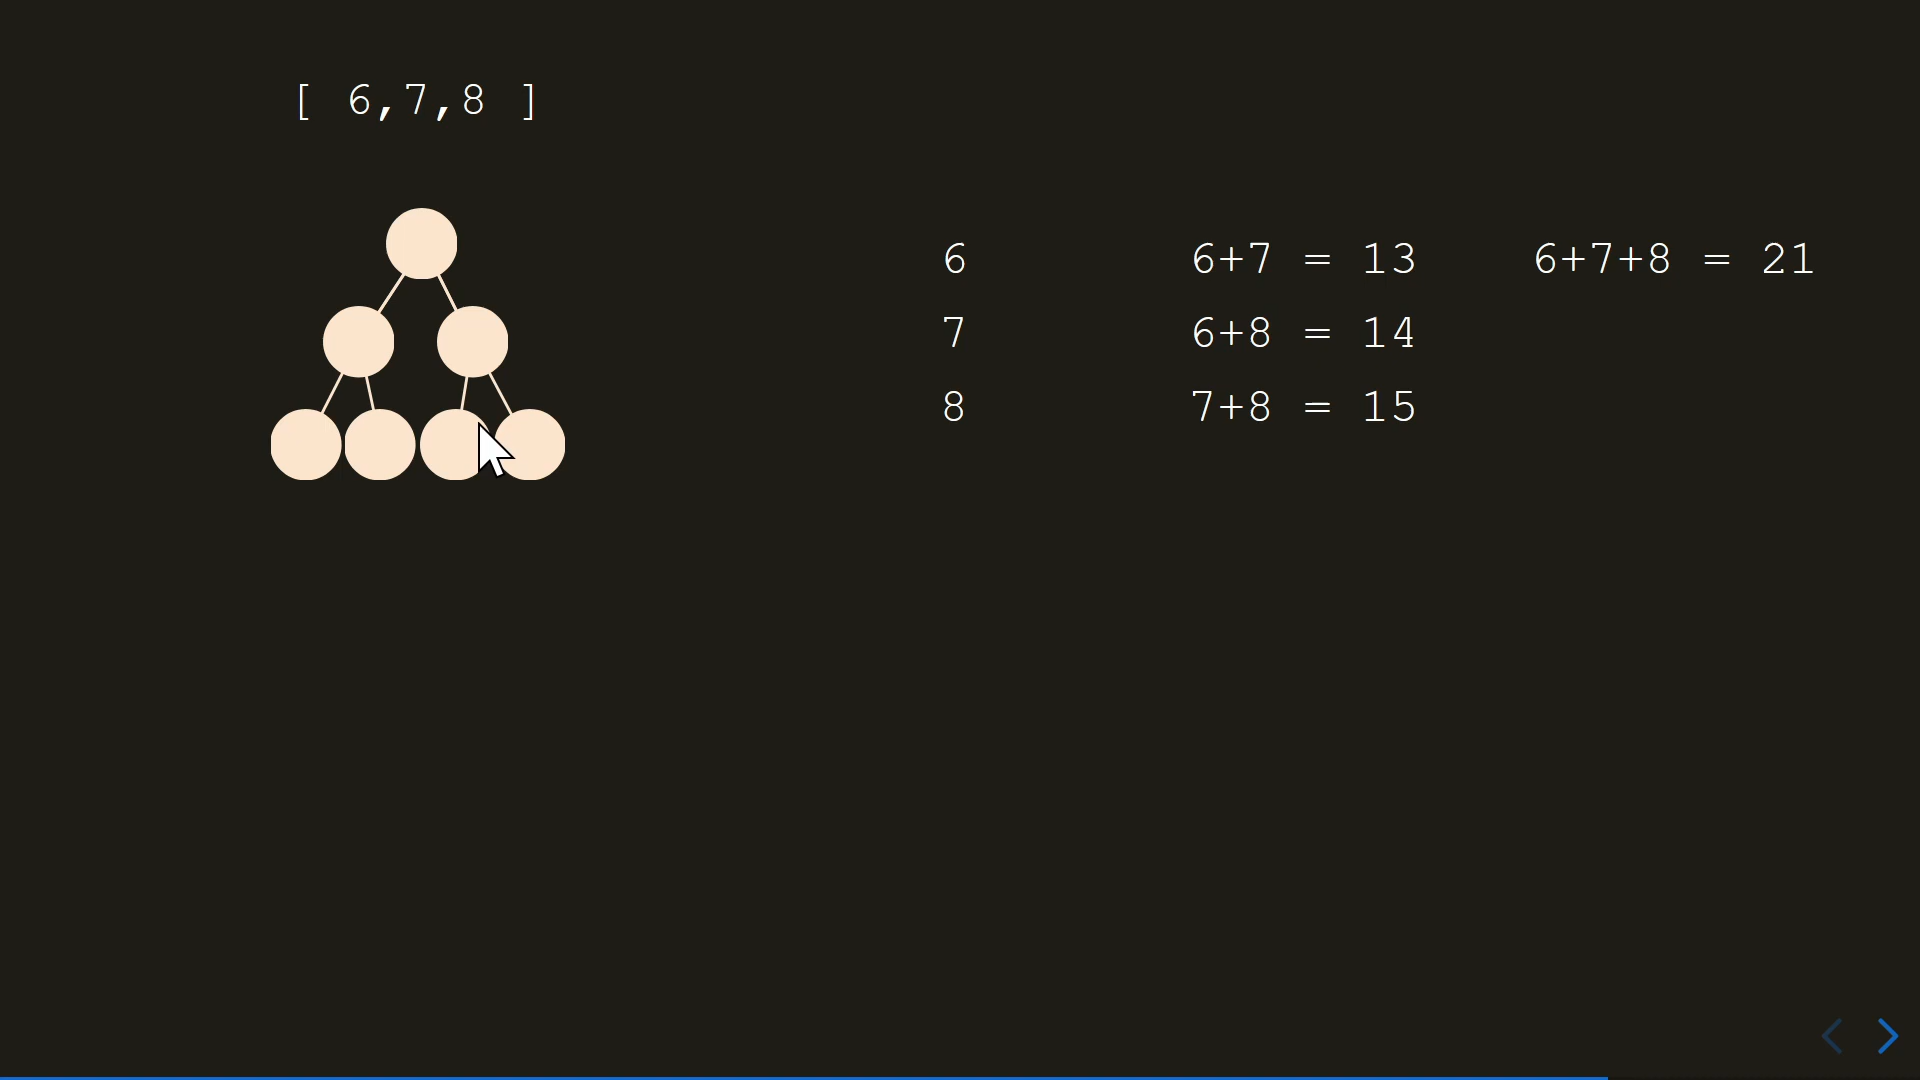 [ 6,7,8 ]
6 6+7 = 13 6+7+8 = 21
7 6+8 = 14
8 7+8 = 15